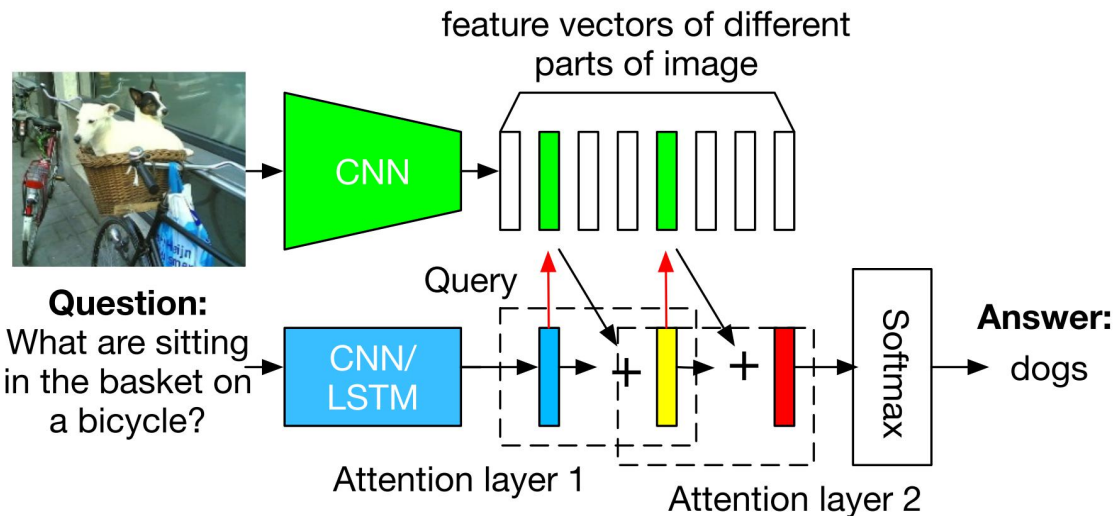 feature vectors of different
parts of image
CNN
Query
Question:
What are sitting
in the basket on
a bicycle?
CNN/
LSTM
+
+
Softmax
Answer:
dogs
Attention layer 1
Attention layer 2